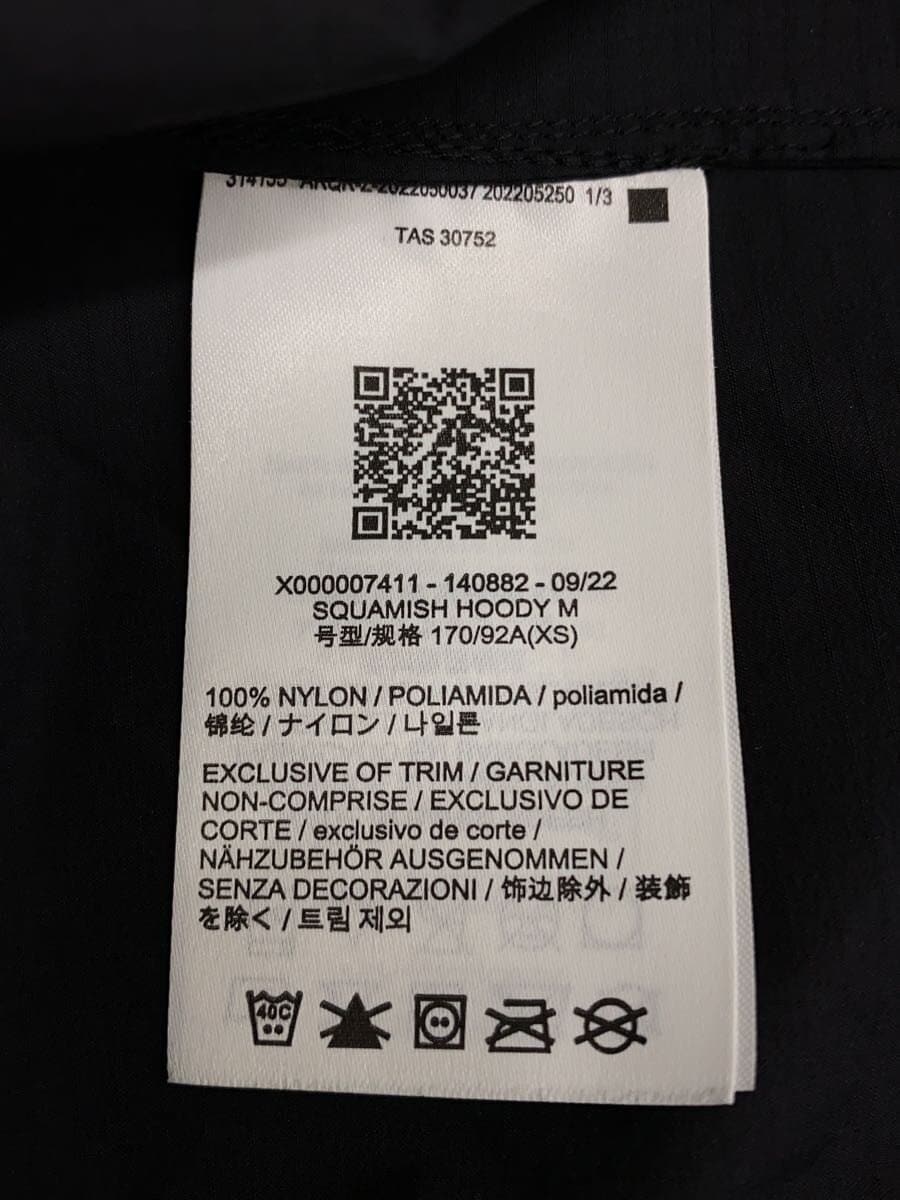 202205250 1/3
TAS 30752
X000007411 - 140882 - 09/22
SQUAMISH HOODY M
号型/规格 170/92A(XS)
100% NYLON / POLIAMIDA / poliamida /
锦纶 / ナイロン / 나일론
EXCLUSIVE OF TRIM / GARNITURE
NON-COMPRISE / EXCLUSIVO DE
CORTE / exclusivo de corte /
NÄHZUBEHÖR AUSGENOMMEN /
SENZA DECORAZIONI / 饰边除外 / 装飾
を除く / 트림 제외
40C